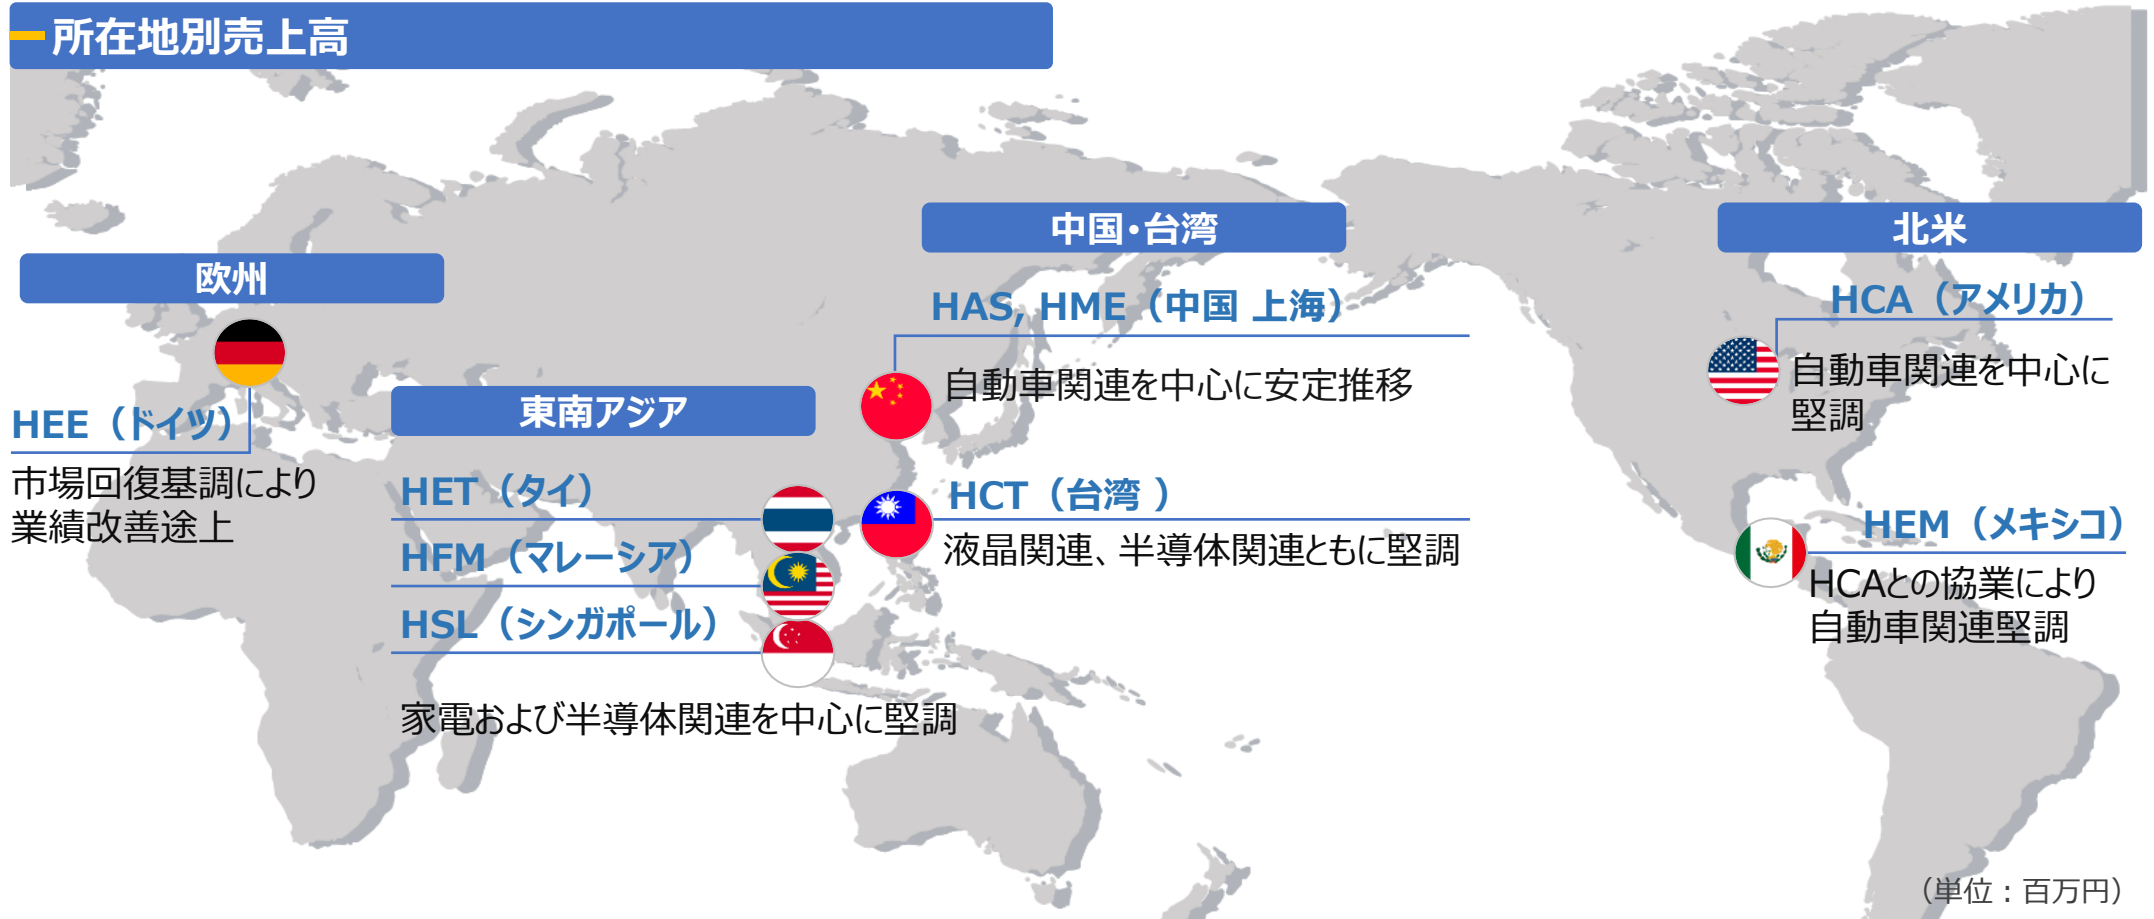 所在地別売上高
欧州
HEE（ドイツ）
市場回復基調により
業績改善途上
東南アジア
HET（タイ）
HFM（マレーシア）
HSL（シンガポール）
家電および半導体関連を中心に堅調
中国・台湾
HAS, HME（中国 上海）
自動車関連を中心に安定推移
HCT（台湾 ）
液晶関連、半導体関連ともに堅調
北米
HCA（アメリカ）
自動車関連を中心に
堅調
HEM（メキシコ）
HCAとの協業により
自動車関連堅調
（単位：百万円）